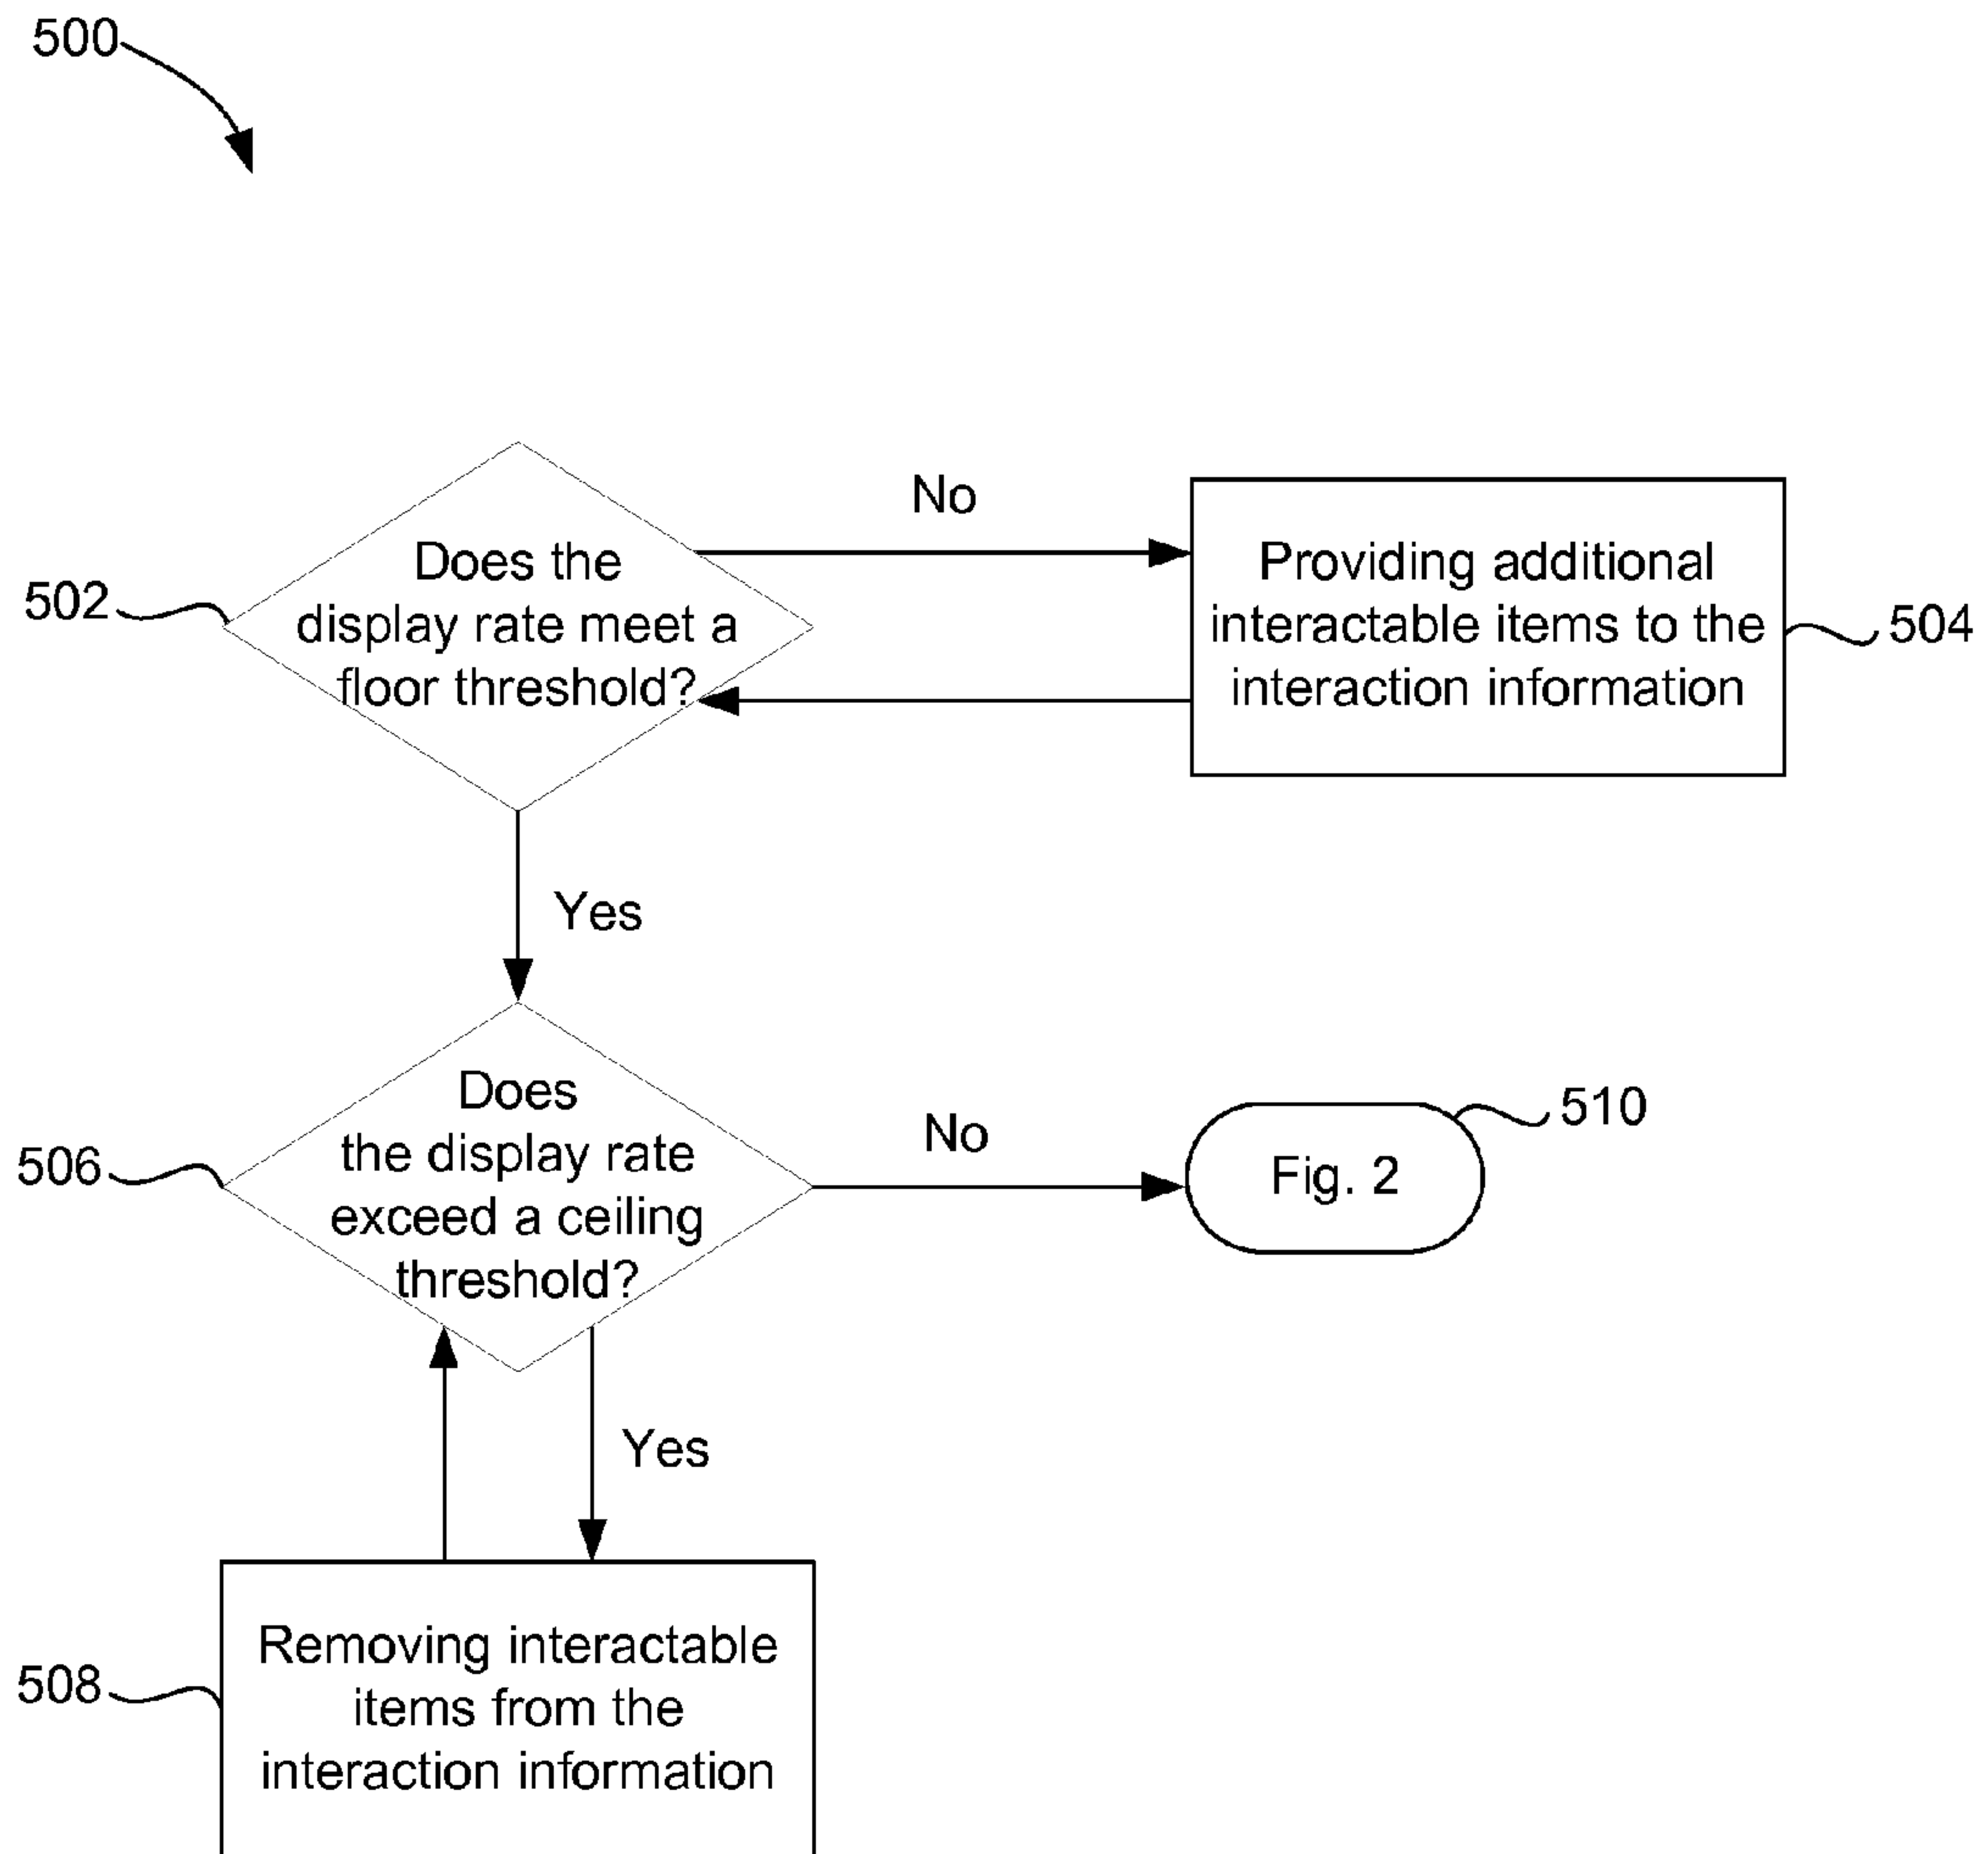 500
No
Does the
display rate meet a
floor threshold?
502
Providing additional
interactable items to the
interaction information
504
Yes
Does
the display rate
exceed a ceiling
threshold?
506
No
Fig. 2
510
Yes
Removing interactable
items from the
interaction information
508